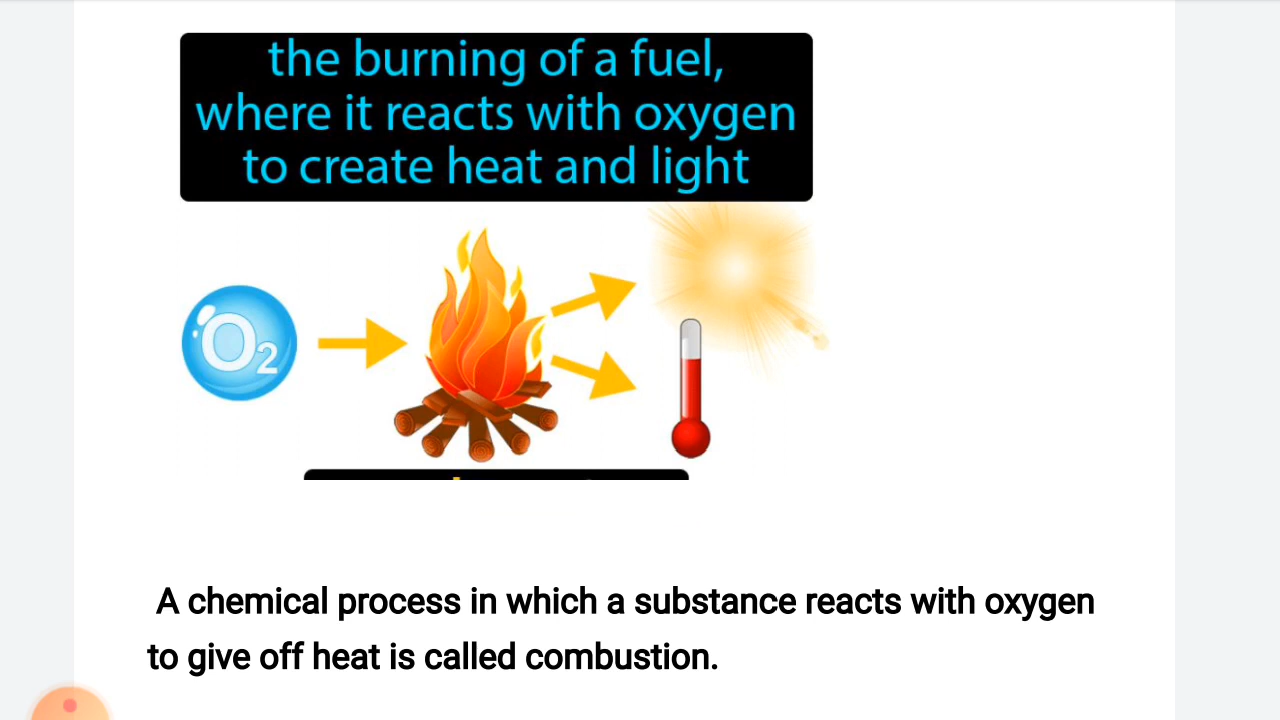 the burning of a fuel,
where it reacts with oxygen
to create heat and light
O2
A chemical process in which a substance reacts with oxygen
to give off heat is called combustion.